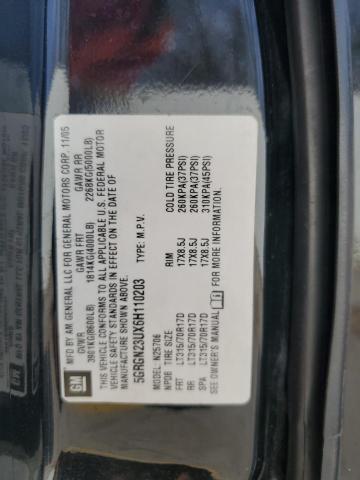 GM
MFD BY AM GENERAL LLC FOR GENERAL MOTORS CORP. 11/05
GVWR GAWR FRT GAWR RR
3901KG(8600LB) 1814KG(4000LB) 2268KG(5000LB)
THIS VEHICLE CONFORMS TO ALL APPLICABLE U.S. FEDERAL MOTOR
VEHICLE SAFETY STANDARDS IN EFFECT ON THE DATE OF
MANUFACTURE SHOWN ABOVE.
5GRGN23UX6H110203 TYPE: M.P.V.
MODEL: N25706
NPDB TIRE SIZE RIM COLD TIRE PRESSURE
FRT LT315/70R17D 17X8.5J 260KPA(37PSI)
RR LT315/70R17D 17X8.5J 260KPA(37PSI)
SPA LT315/70R17D 17X8.5J 310KPA(45PSI)
SEE OWNER'S MANUAL